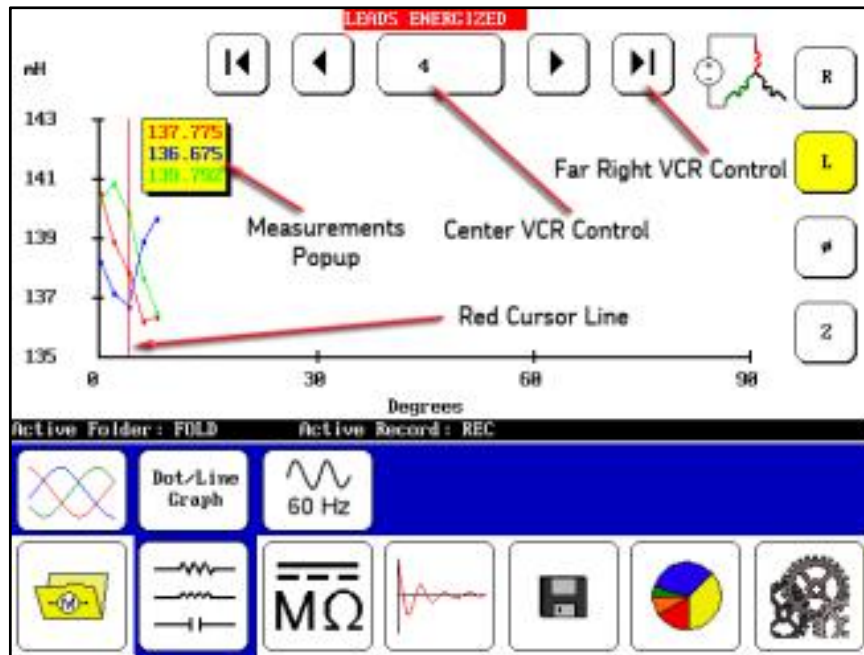 LEADS ENERGIZED
mH
4
R
143
137.775
136.675
139.792
Far Right VCR Control
L
141
Measurements
Popup
Center VCR Control
139
ø
137
Red Cursor Line
Z
135
0
30
60
90
Degrees
Active Folder: FOLD
Active Record: REC
Dot/Line
Graph
60 Hz
M
MΩ